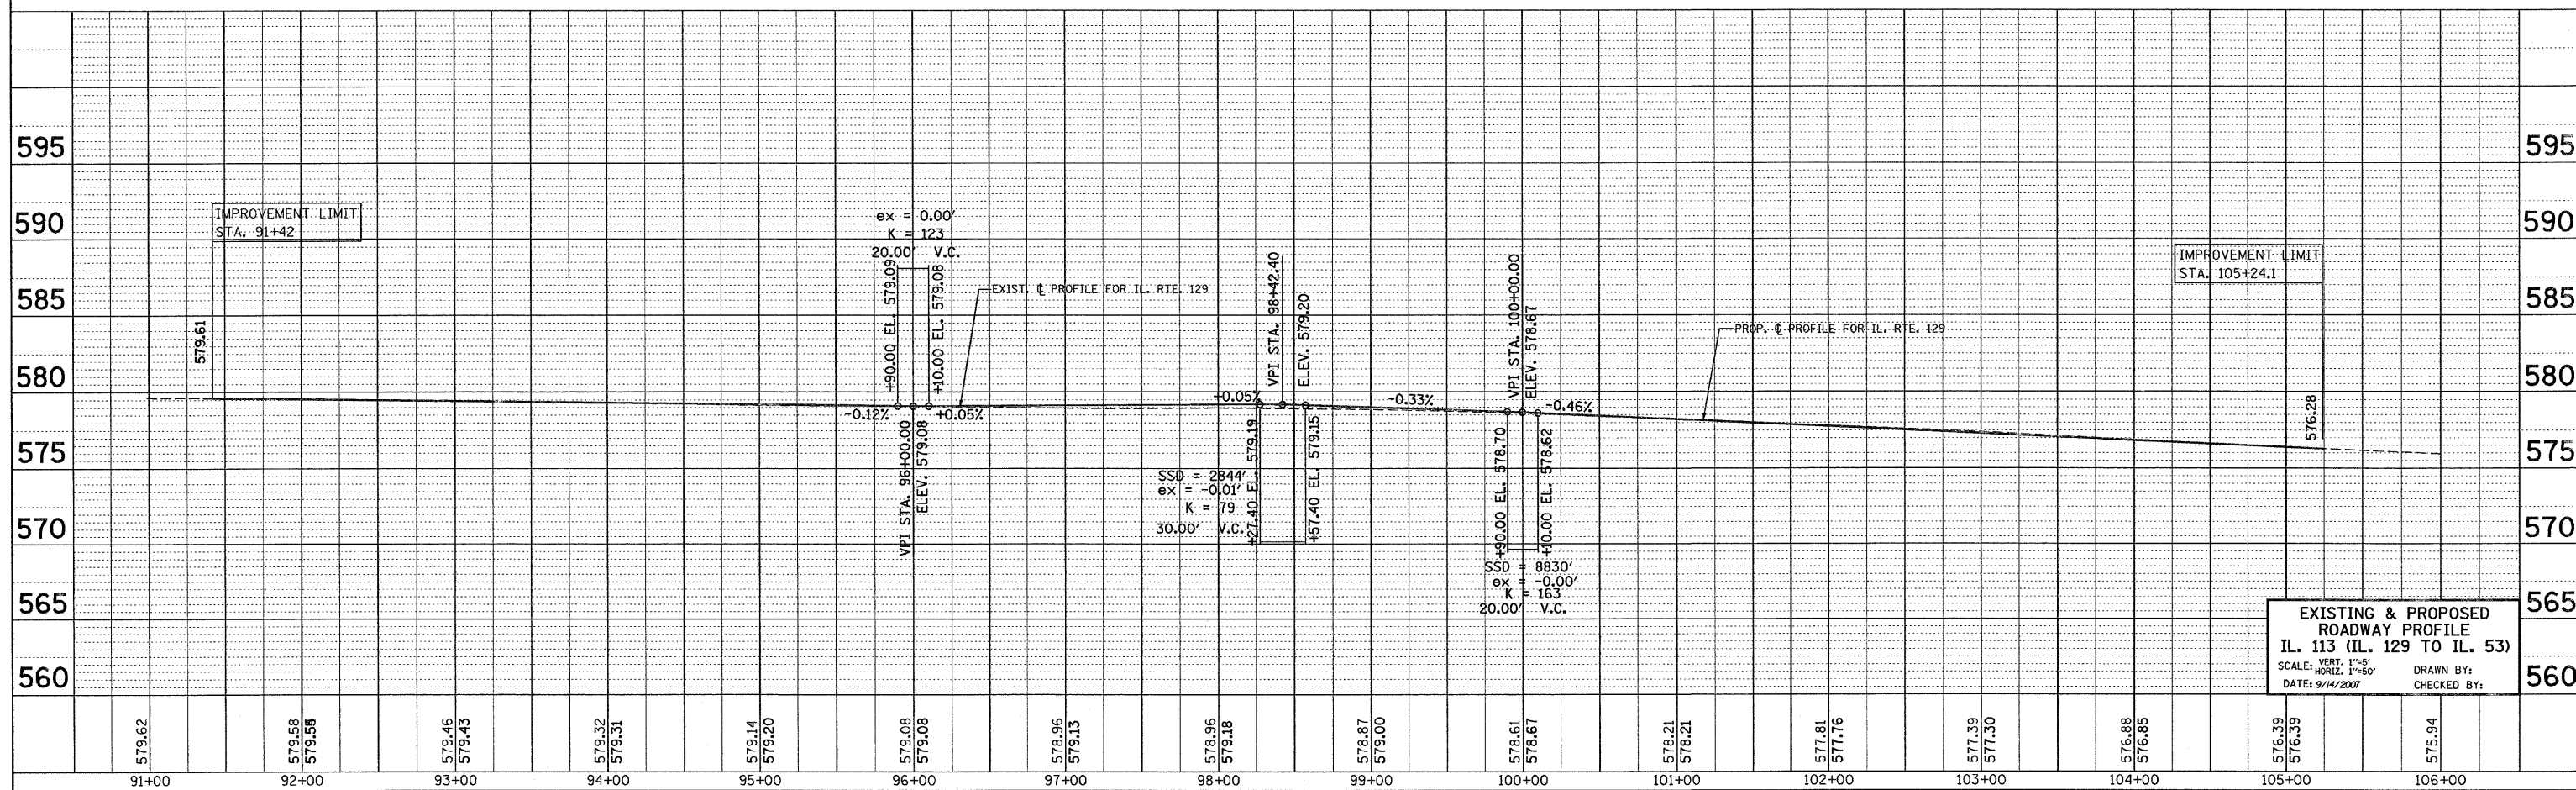 595
590
585
580
575
570
565
560
595
590
585
580
575
570
565
560
IMPROVEMENT LIMIT
STA. 91+42
579.61
ex = 0.00'
K = 123
20.00' V.C.
+90.00 EL. 579.09
+10.00 EL. 579.08
EXIST. ℄ PROFILE FOR IL. RTE. 129
-0.12%
+0.05%
VPI STA. 96+00.00
ELEV. 579.08
VPI STA. 98+42.40
ELEV. 579.20
+0.05%
-0.33%
SSD = 2844'
ex = -0.01'
K = 79
30.00' V.C.
+27.40 EL. 579.19
+57.40 EL. 579.15
VPI STA. 100+00.00
ELEV. 578.67
-0.46%
+90.00 EL. 578.70
+10.00 EL. 578.62
SSD = 8830'
ex = -0.00'
K = 163
20.00' V.C.
PROP. ℄ PROFILE FOR IL. RTE. 129
IMPROVEMENT LIMIT
STA. 105+24.1
576.28
EXISTING & PROPOSED
ROADWAY PROFILE
IL. 113 (IL. 129 TO IL. 53)
SCALE: VERT. 1"=5'
HORIZ. 1"=50'
DRAWN BY:
DATE: 9/14/2007
CHECKED BY:
579.62
579.58
579.46
579.43
579.32
579.31
579.14
579.20
579.08
579.08
578.96
579.13
578.96
579.18
578.87
579.00
578.61
578.67
578.21
578.21
577.81
577.76
577.39
577.30
576.88
576.85
576.39
576.39
575.94
91+00
92+00
93+00
94+00
95+00
96+00
97+00
98+00
99+00
100+00
101+00
102+00
103+00
104+00
105+00
106+00